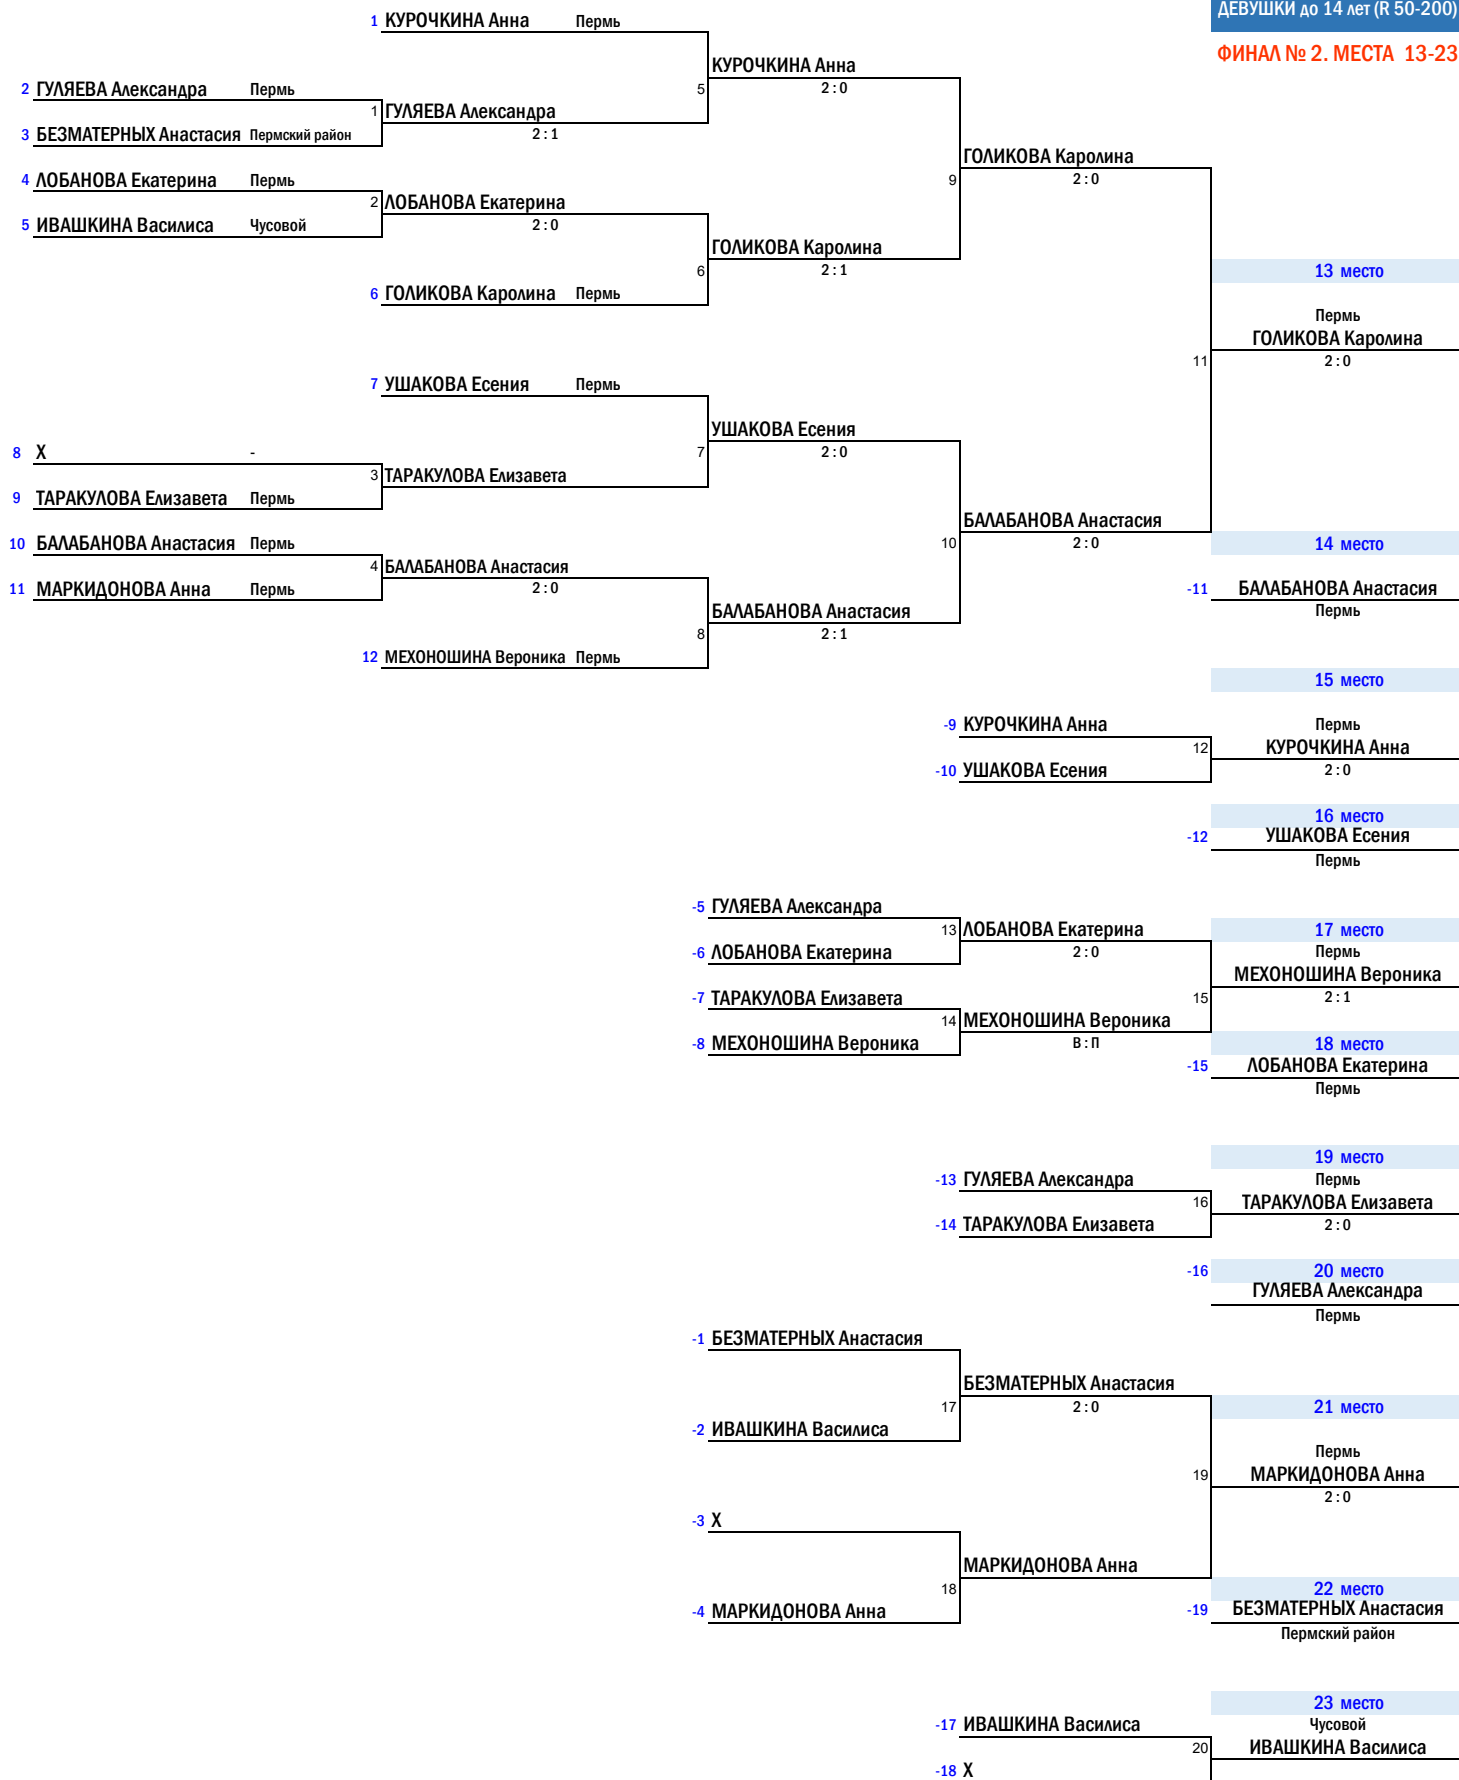 ДЕВУШКИ до 14 лет (R 50-200)
1 КУРОЧКИНА Анна Пермь
ФИНАЛ № 2. МЕСТА 13-23
КУРОЧКИНА Анна
2 ГУЛЯЕВА Александра Пермь 5 2 : 0
1 ГУЛЯЕВА Александра
3 БЕЗМАТЕРНЫХ Анастасия Пермский район 2 : 1
ГОЛИКОВА Каролина
4 ЛОБАНОВА Екатерина Пермь 9 2 : 0
2 ЛОБАНОВА Екатерина
5 ИВАШКИНА Василиса Чусовой 2 : 0
ГОЛИКОВА Каролина
6 2 : 1 13 место
6 ГОЛИКОВА Каролина Пермь
Пермь
ГОЛИКОВА Каролина
11 2 : 0
7 УШАКОВА Есения Пермь
УШАКОВА Есения
8 X - 7 2 : 0
3 ТАРАКУЛОВА Елизавета
9 ТАРАКУЛОВА Елизавета Пермь
БАЛАБАНОВА Анастасия
10 БАЛАБАНОВА Анастасия Пермь 10 2 : 0 14 место
4 БАЛАБАНОВА Анастасия
11 МАРКИДОНОВА Анна Пермь 2 : 0 -11 БАЛАБАНОВА Анастасия
БАЛАБАНОВА Анастасия Пермь
8 2 : 1
12 МЕХОНОШИНА Вероника Пермь
15 место
-9 КУРОЧКИНА Анна Пермь
12 КУРОЧКИНА Анна
-10 УШАКОВА Есения 2 : 0
16 место
-12 УШАКОВА Есения
Пермь
-5 ГУЛЯЕВА Александра
13 ЛОБАНОВА Екатерина 17 место
-6 ЛОБАНОВА Екатерина 2 : 0 Пермь
МЕХОНОШИНА Вероника
-7 ТАРАКУЛОВА Елизавета 15 2 : 1
14 МЕХОНОШИНА Вероника
-8 МЕХОНОШИНА Вероника В : П 18 место
-15 ЛОБАНОВА Екатерина
Пермь
19 место
-13 ГУЛЯЕВА Александра Пермь
16 ТАРАКУЛОВА Елизавета
-14 ТАРАКУЛОВА Елизавета 2 : 0
-16 20 место
ГУЛЯЕВА Александра
Пермь
-1 БЕЗМАТЕРНЫХ Анастасия
БЕЗМАТЕРНЫХ Анастасия
17 2 : 0 21 место
-2 ИВАШКИНА Василиса
Пермь
19 МАРКИДОНОВА Анна
2 : 0
-3 X
МАРКИДОНОВА Анна
18 22 место
-4 МАРКИДОНОВА Анна -19 БЕЗМАТЕРНЫХ Анастасия
Пермский район
23 место
-17 ИВАШКИНА Василиса Чусовой
20 ИВАШКИНА Василиса
-18 X